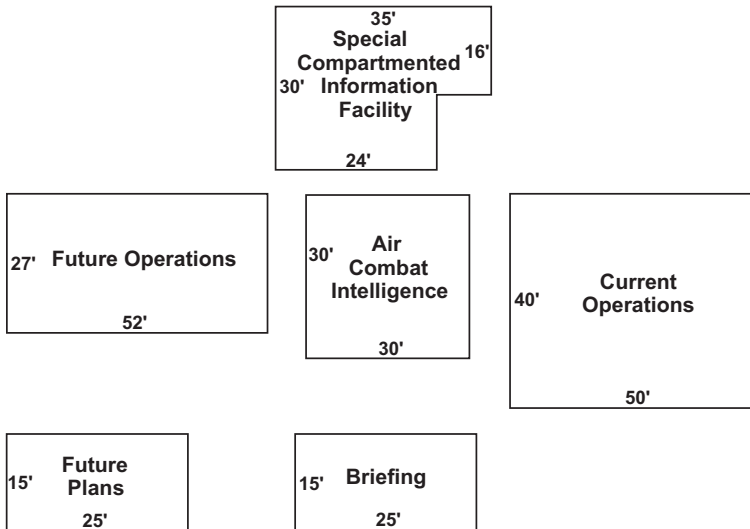 35'
Special
Compartmented 16'
30' Information
Facility
24'
27' Future Operations
52'
30' Air
Combat
Intelligence
30'
40' Current
Operations
50'
15' Future
Plans
25'
15' Briefing
25'